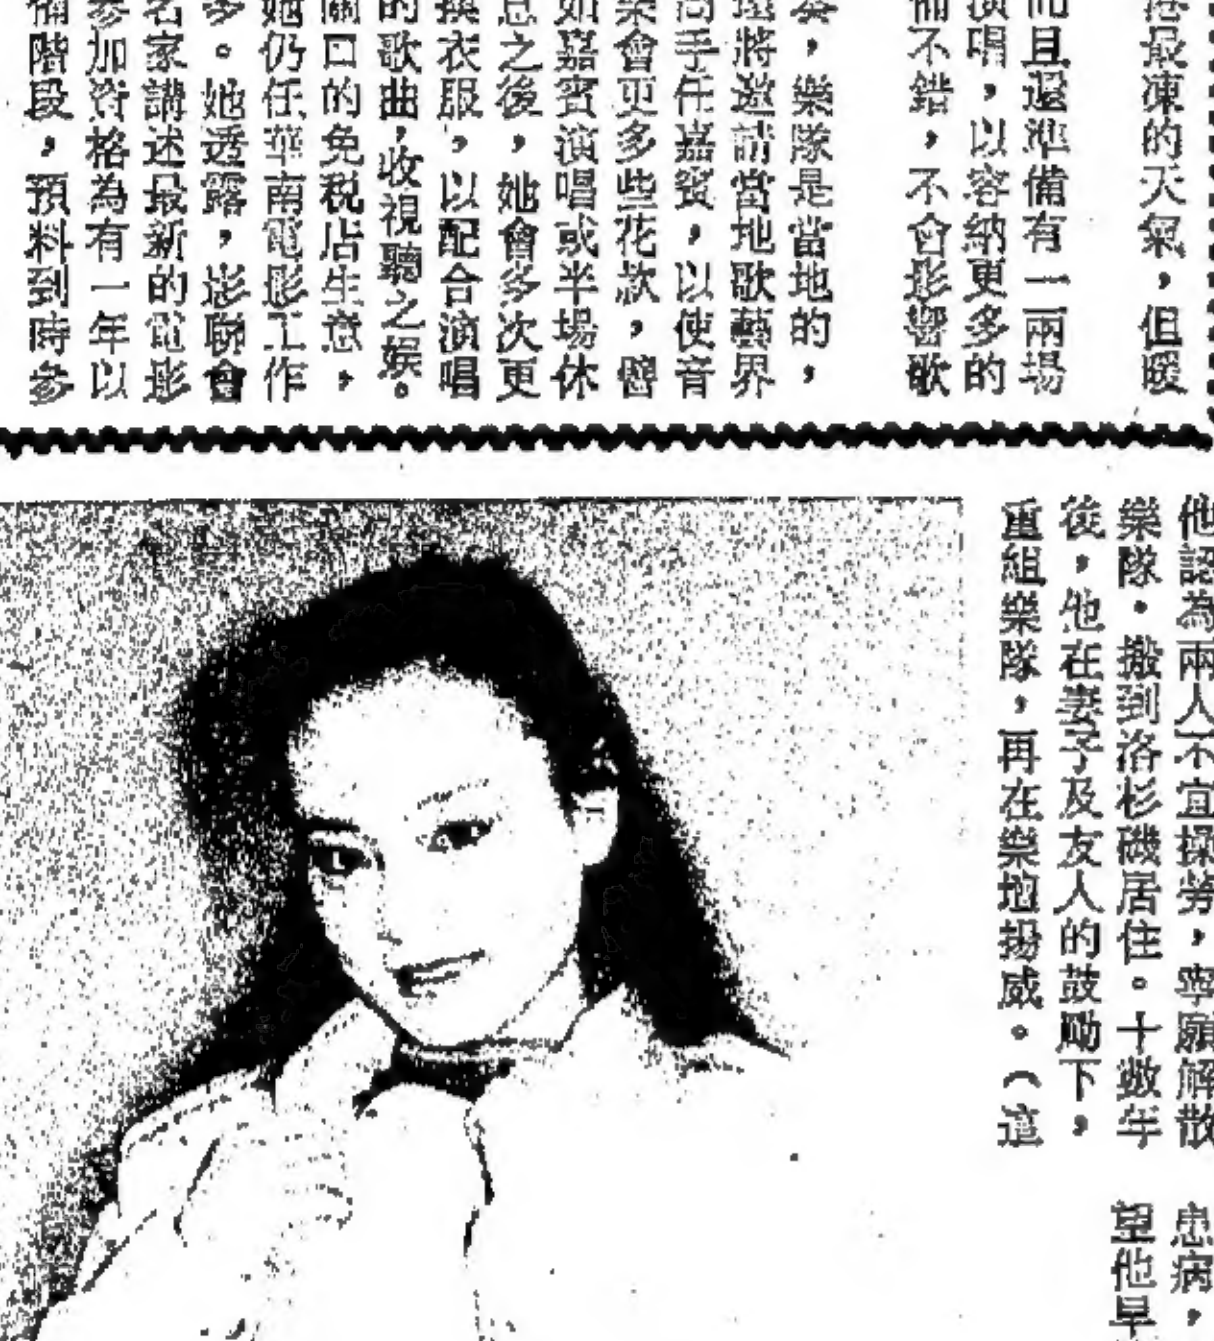 港最凍的天氣，但暖
而且還準備有一兩場
演唱，以容納更多的
備不錯，不會影響歌
奏，樂隊是當地的，
還將邀請當地歌藝界
高手任嘉賓，以使音
樂會更多些花款，譬
如嘉賓演唱或半場休
息之後，她會多次更
換衣服，以配合演唱
的歌曲，收視聽之娛。
關口的免稅店生意，
她仍任華南電影工作
多。她透露，影聯會
名家講述最新的電影
參加資格為有一年以
備階段，預料到時參
他認為兩人不宜操勞，寧願解散
樂隊。搬到洛杉磯居住。十數年
後，他在妻子及友人的鼓勵下，
重組樂隊，再在樂壇揚威。（這
患病，
望他早